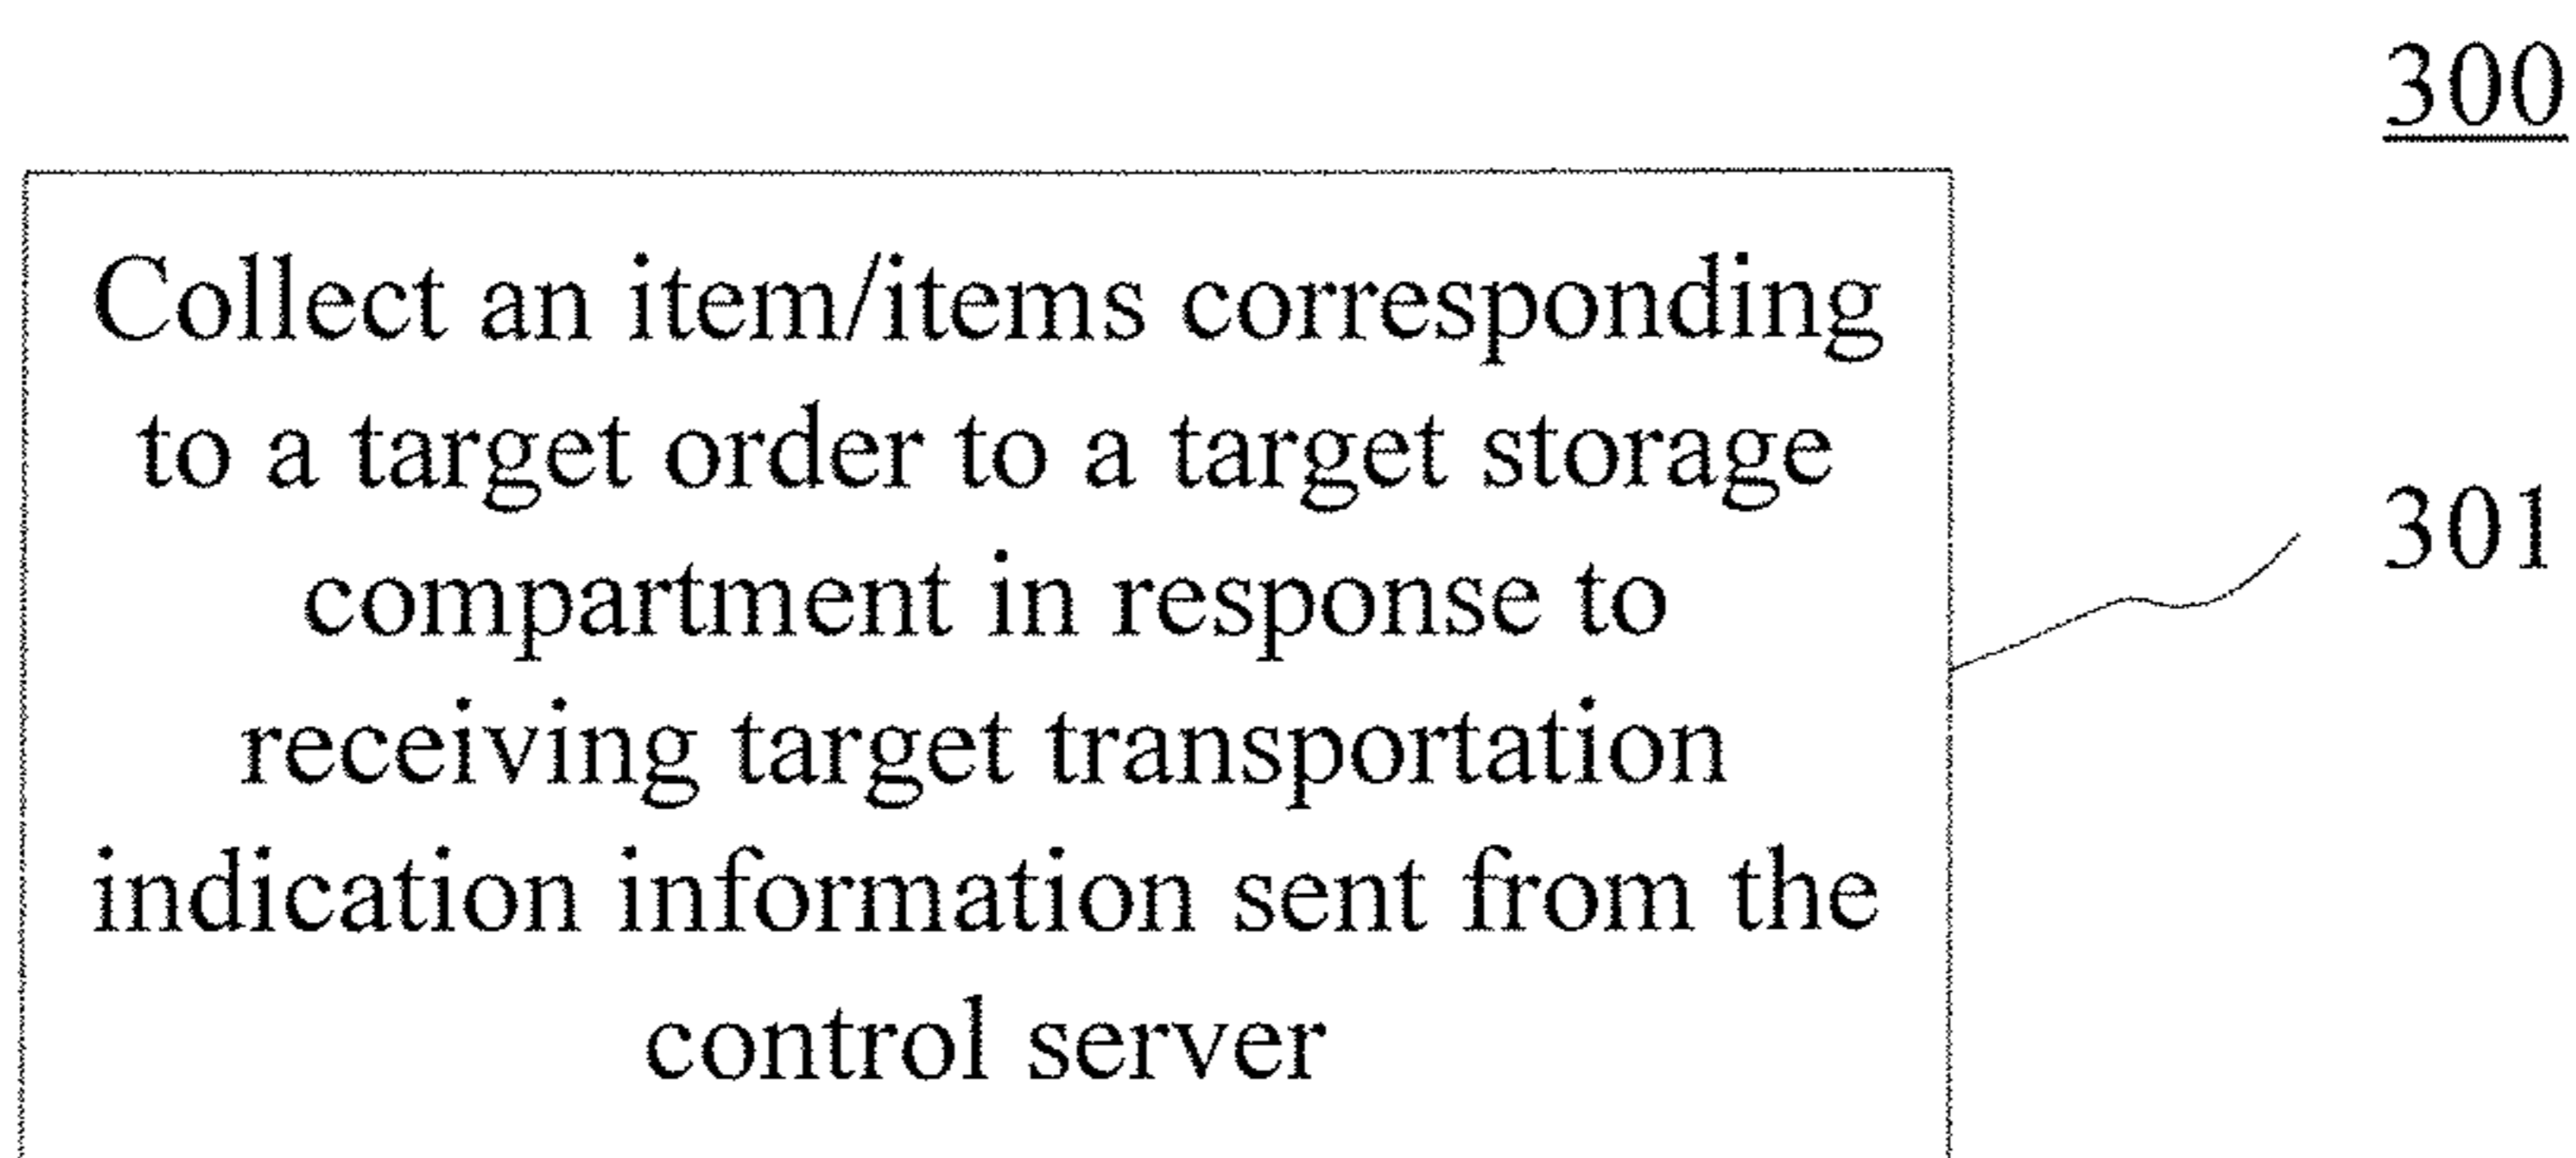 300
Collect an item/items corresponding
to a target order to a target storage
compartment in response to
receiving target transportation
indication information sent from the
control server
301